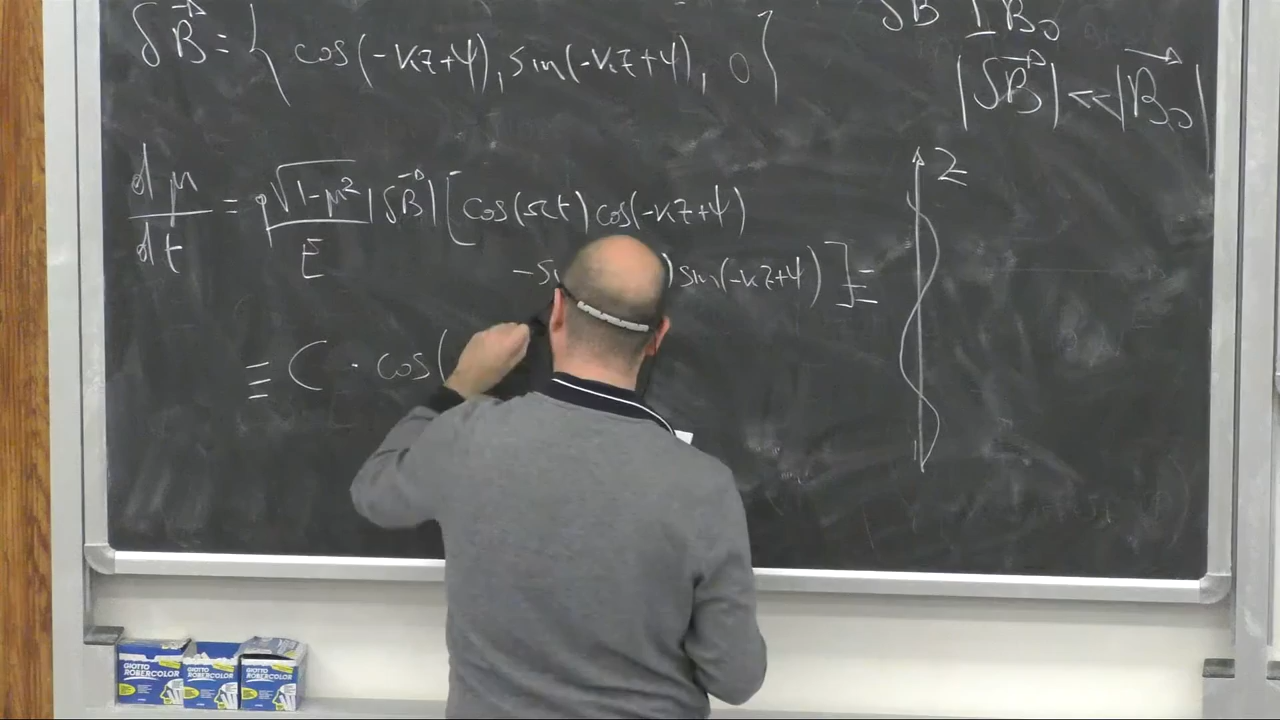 δB ⊥ B₀
δB⃗ = { cos(-kz+ψ), sin(-kz+ψ), 0 }
|δB⃗| << |B⃗₀|
dμ/dt = q√(1-μ²)/E |δB⃗| [cos(Ωt) cos(-kz+ψ)
) sin(-kz+ψ) ] ≡
≡ C · cos(
z
GIOTTO ROBERCOLOR
GIOTTO ROBERCOLOR
GIOTTO ROBERCOLOR